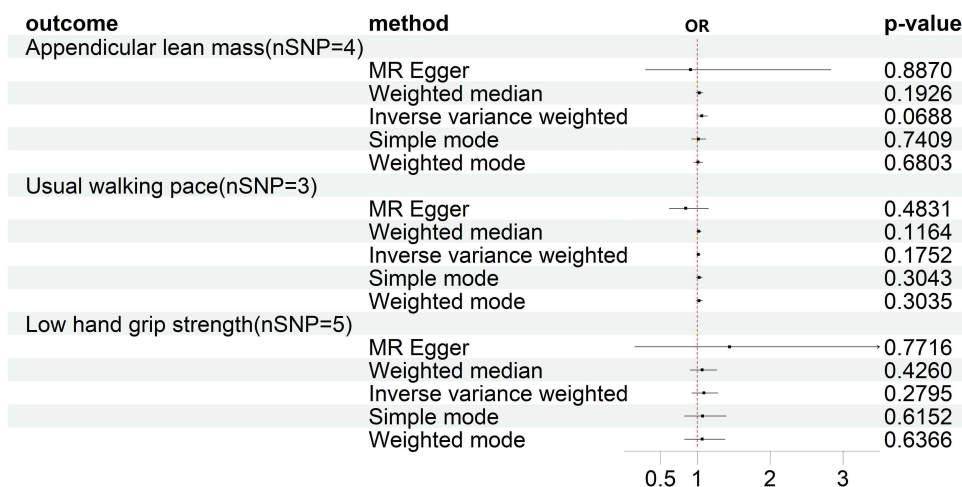 outcome method OR p-value
Appendicular lean mass(nSNP=4)
MR Egger 0.8870
Weighted median 0.1926
Inverse variance weighted 0.0688
Simple mode 0.7409
Weighted mode 0.6803
Usual walking pace(nSNP=3)
MR Egger 0.4831
Weighted median 0.1164
Inverse variance weighted 0.1752
Simple mode 0.3043
Weighted mode 0.3035
Low hand grip strength(nSNP=5)
MR Egger 0.7716
Weighted median 0.4260
Inverse variance weighted 0.2795
Simple mode 0.6152
Weighted mode 0.6366
0.5 1 2 3